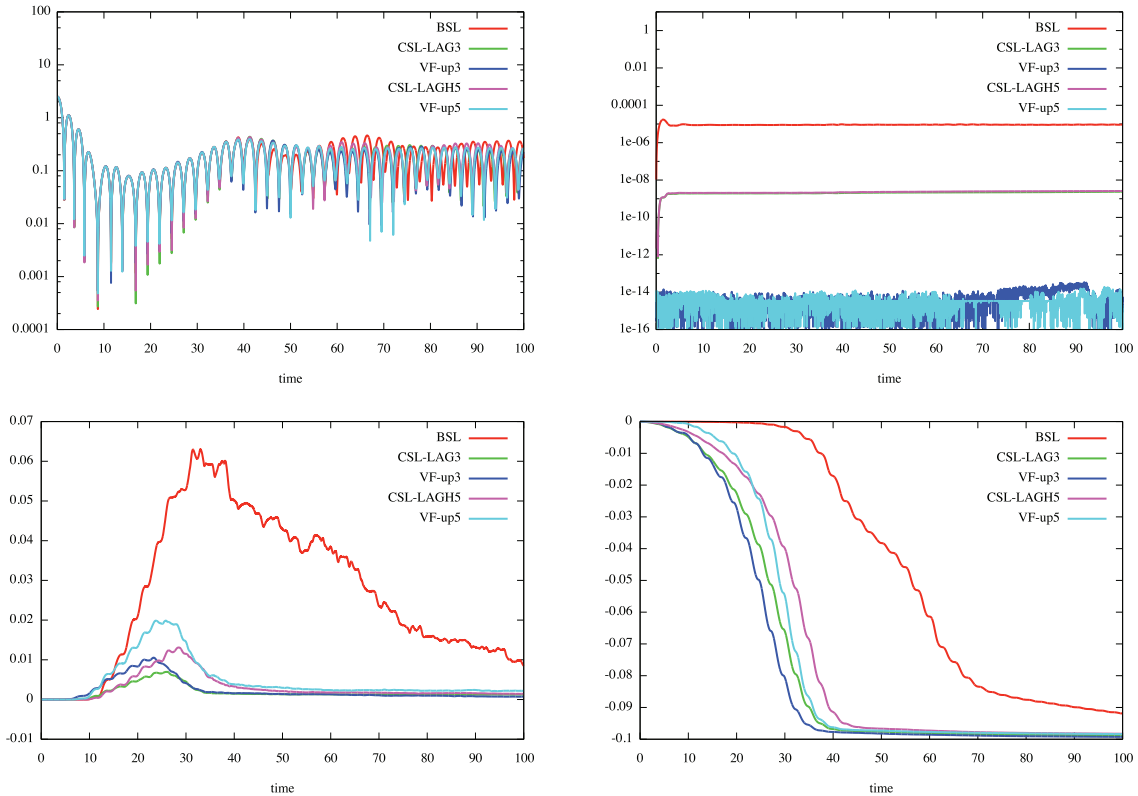 100
10
1
0.1
0.01
0.001
0.0001
BSL
CSL-LAG3
VF-up3
CSL-LAGH5
VF-up5
0 10 20 30 40 50 60 70 80 90 100
time
1
0.01
0.0001
1e-06
1e-08
1e-10
1e-12
1e-14
1e-16
BSL
CSL-LAG3
VF-up3
CSL-LAGH5
VF-up5
0 10 20 30 40 50 60 70 80 90 100
time
0.07
0.06
0.05
0.04
0.03
0.02
0.01
0
-0.01
BSL
CSL-LAG3
VF-up3
CSL-LAGH5
VF-up5
0 10 20 30 40 50 60 70 80 90 100
time
0
-0.01
-0.02
-0.03
-0.04
-0.05
-0.06
-0.07
-0.08
-0.09
-0.1
BSL
CSL-LAG3
VF-up3
CSL-LAGH5
VF-up5
0 10 20 30 40 50 60 70 80 90 100
time